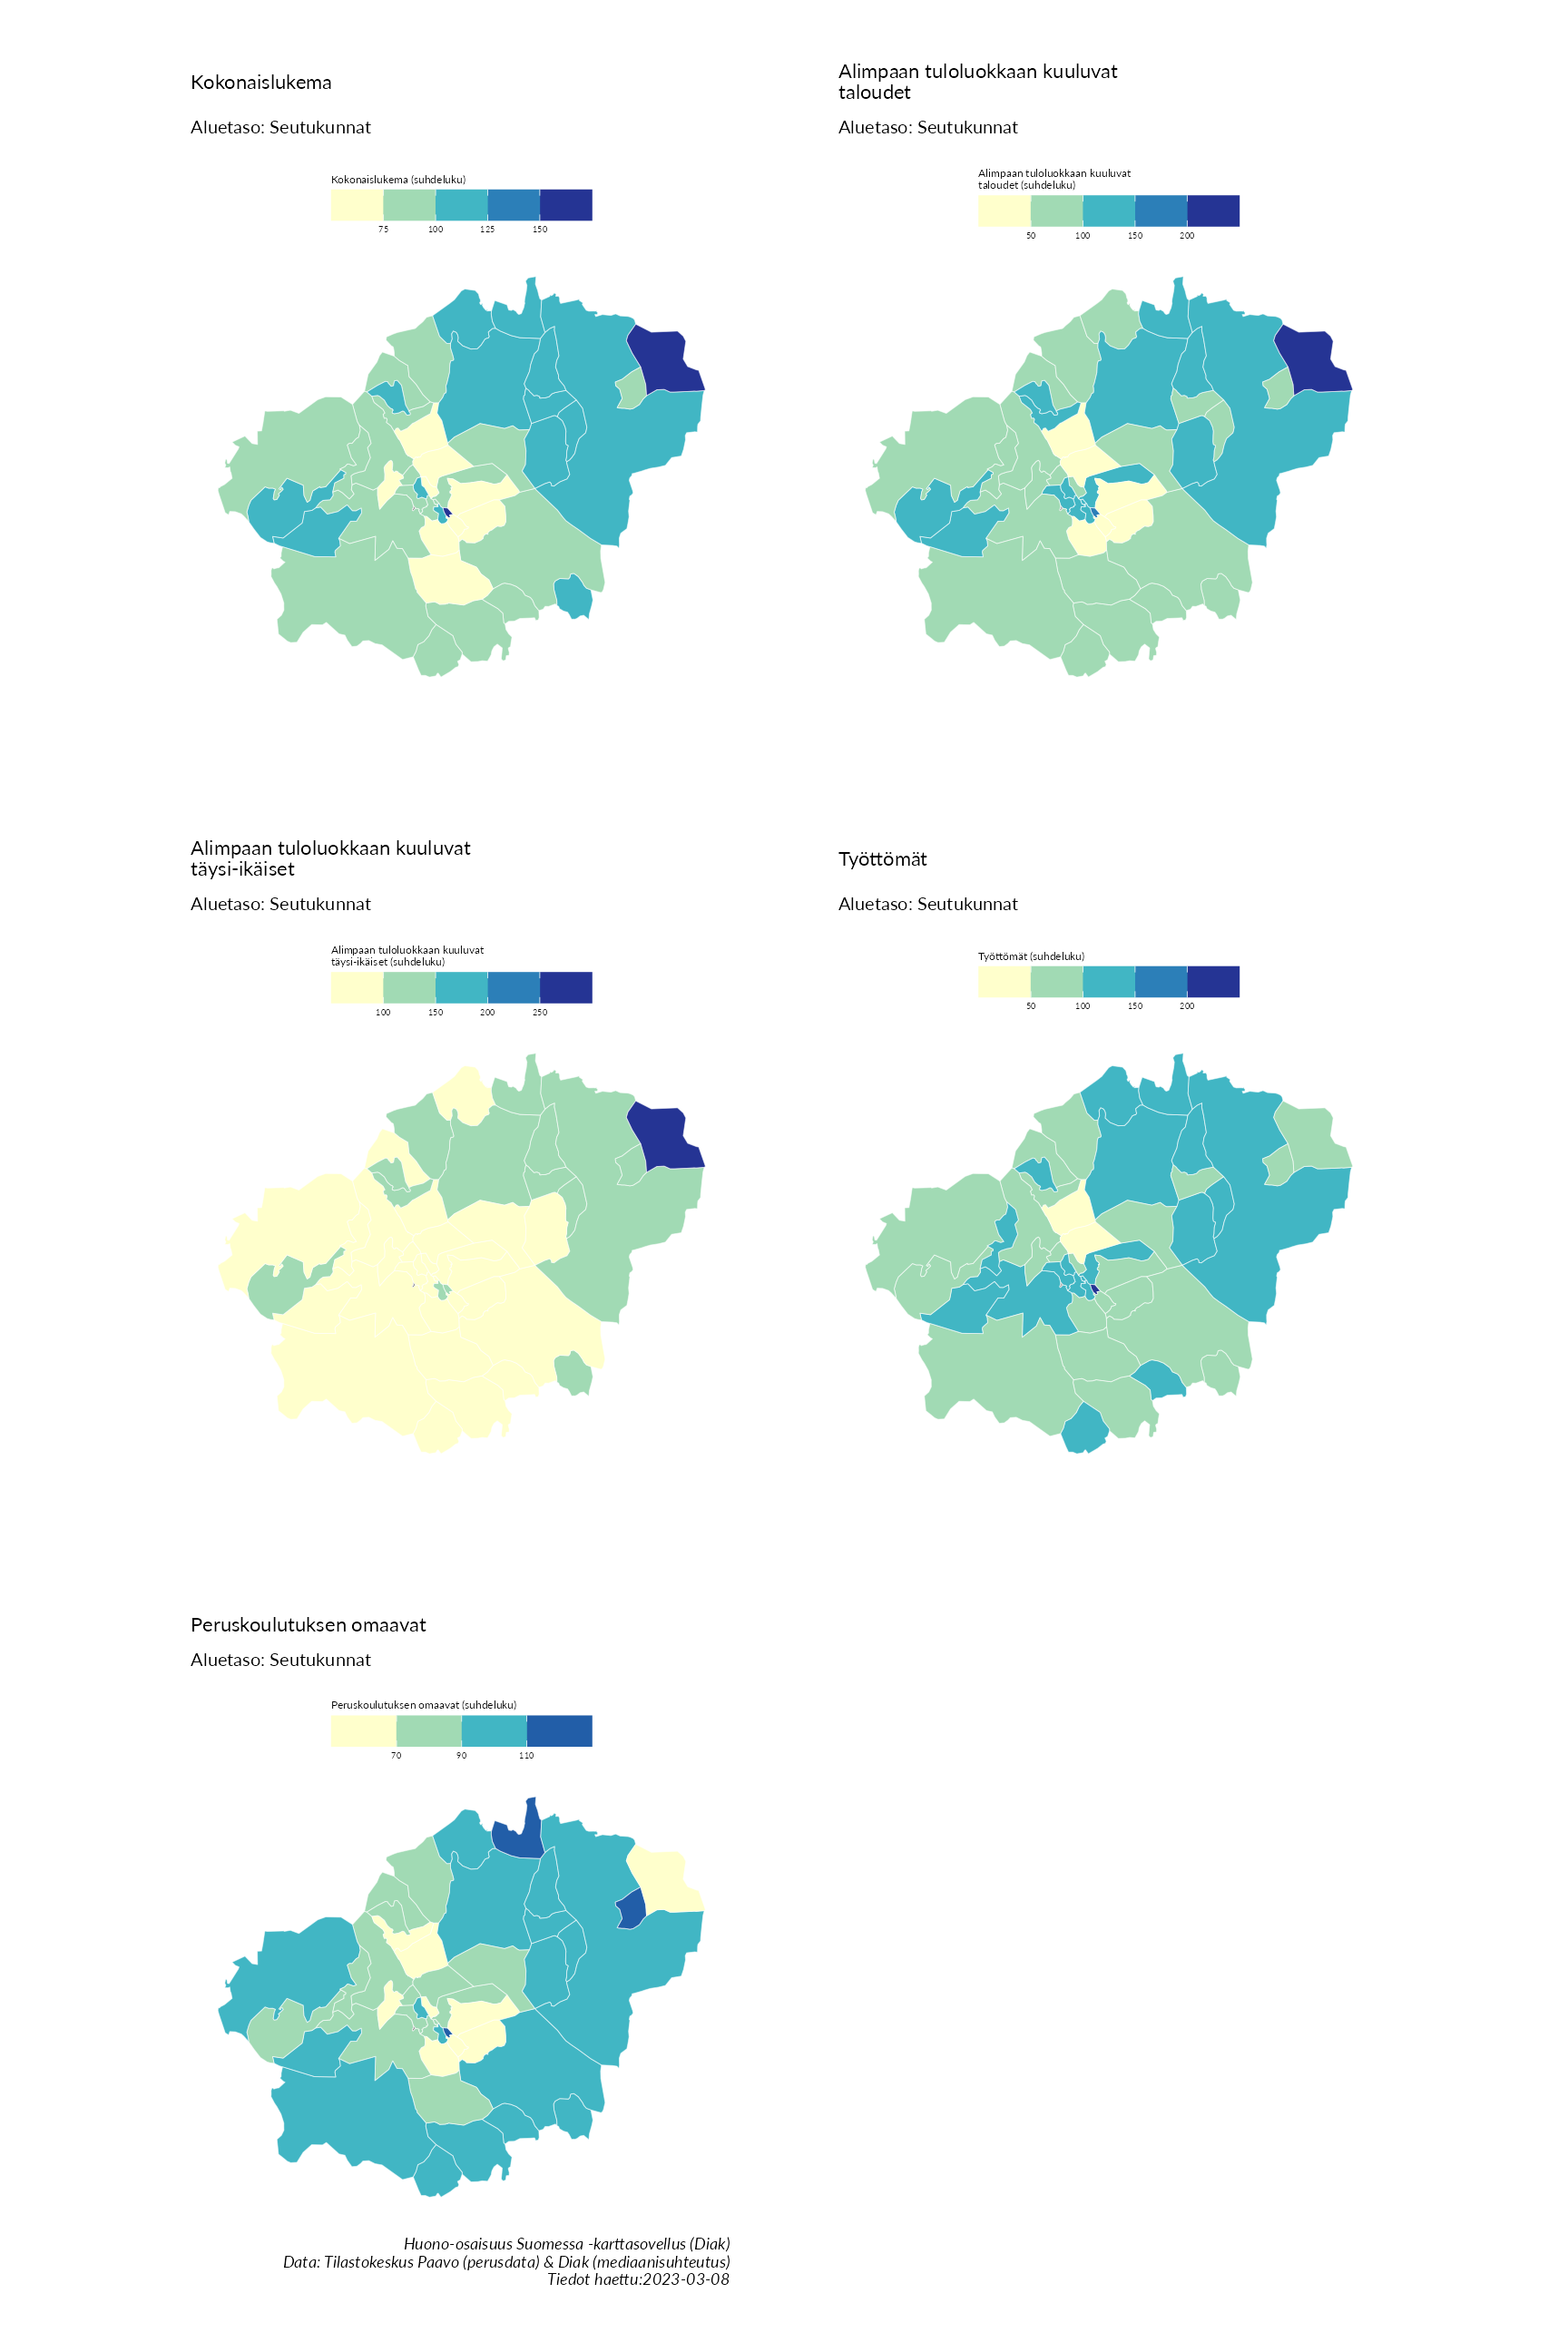 Kokonaislukema
Aluetaso: Seutukunnat
Kokonaislukema (suhdeluku)
75 100 125 150
Alimpaan tuloluokkaan kuuluvat
taloudet
Aluetaso: Seutukunnat
Alimpaan tuloluokkaan kuuluvat
taloudet (suhdeluku)
50 100 150 200
Alimpaan tuloluokkaan kuuluvat
täysi-ikäiset
Aluetaso: Seutukunnat
Alimpaan tuloluokkaan kuuluvat
täysi-ikäiset (suhdeluku)
100 150 200 250
Työttömät
Aluetaso: Seutukunnat
Työttömät (suhdeluku)
50 100 150 200
Peruskoulutuksen omaavat
Aluetaso: Seutukunnat
Peruskoulutuksen omaavat (suhdeluku)
70 90 110
Huono-osaisuus Suomessa -karttasovellus (Diak)
Data: Tilastokeskus Paavo (perusdata) & Diak (mediaanisuhteutus)
Tiedot haettu:2023-03-08